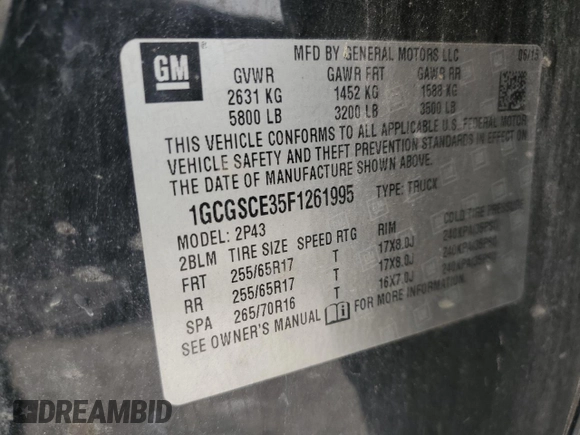 GM
MFD BY GENERAL MOTORS LLC 06/15
GVWR GAWR FRT GAWR RR
2631 KG 1452 KG 1588 KG
5800 LB 3200 LB 3500 LB
THIS VEHICLE CONFORMS TO ALL APPLICABLE U.S. FEDERAL MOTOR
VEHICLE SAFETY AND THEFT PREVENTION STANDARDS IN EFFECT ON
THE DATE OF MANUFACTURE SHOWN ABOVE.
1GCGSCE35F1261995 TYPE: TRUCK
MODEL: 2P43
2BLM TIRE SIZE SPEED RTG RIM COLD TIRE
FRT 255/65R17 T 17X8.0J
RR 255/65R17 T 17X8.0J
SPA 265/70R16 T 16X7.0J
SEE OWNER'S MANUAL FOR MORE INFORMATION.
DREAMBID